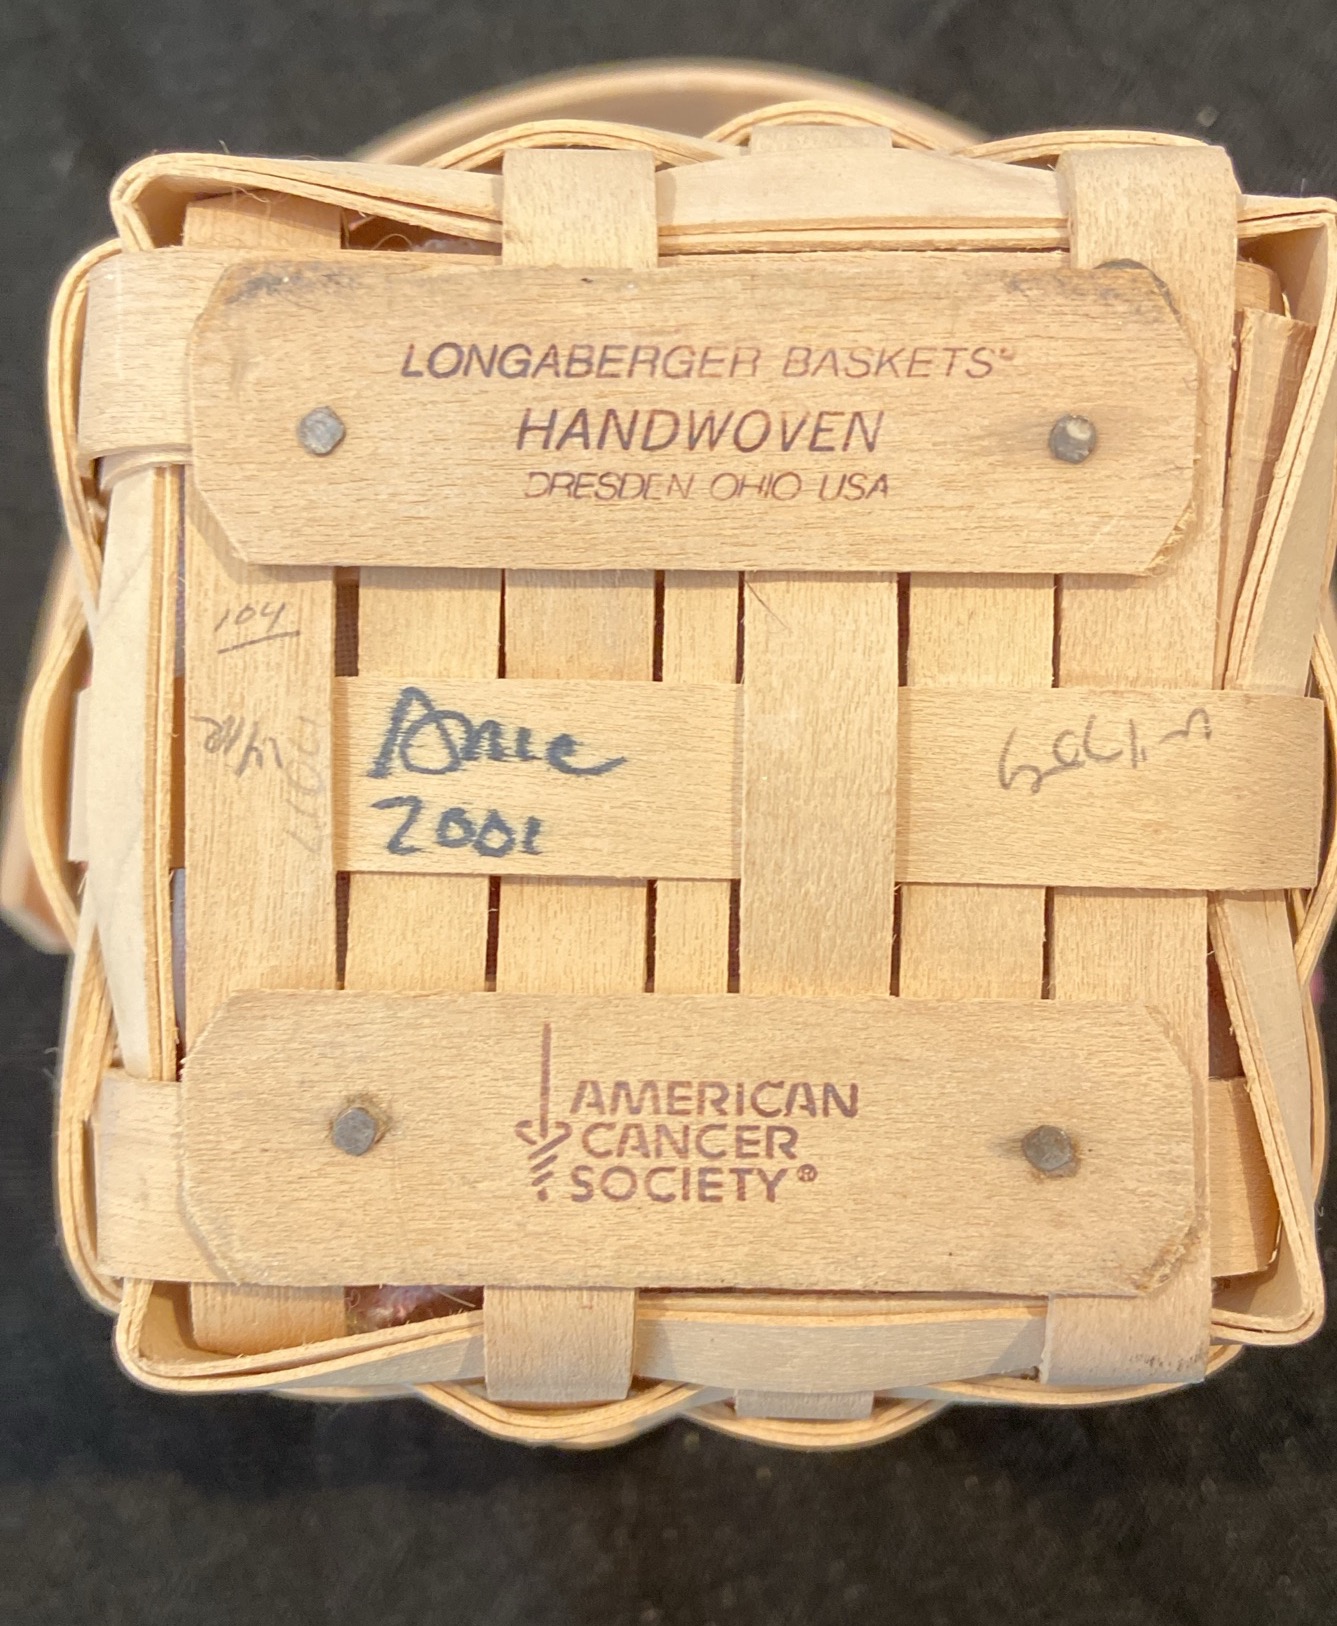 LONGABERGER BASKETS®
HANDWOVEN
DRESDEN OHIO USA
104
2001
AMERICAN
CANCER
SOCIETY®